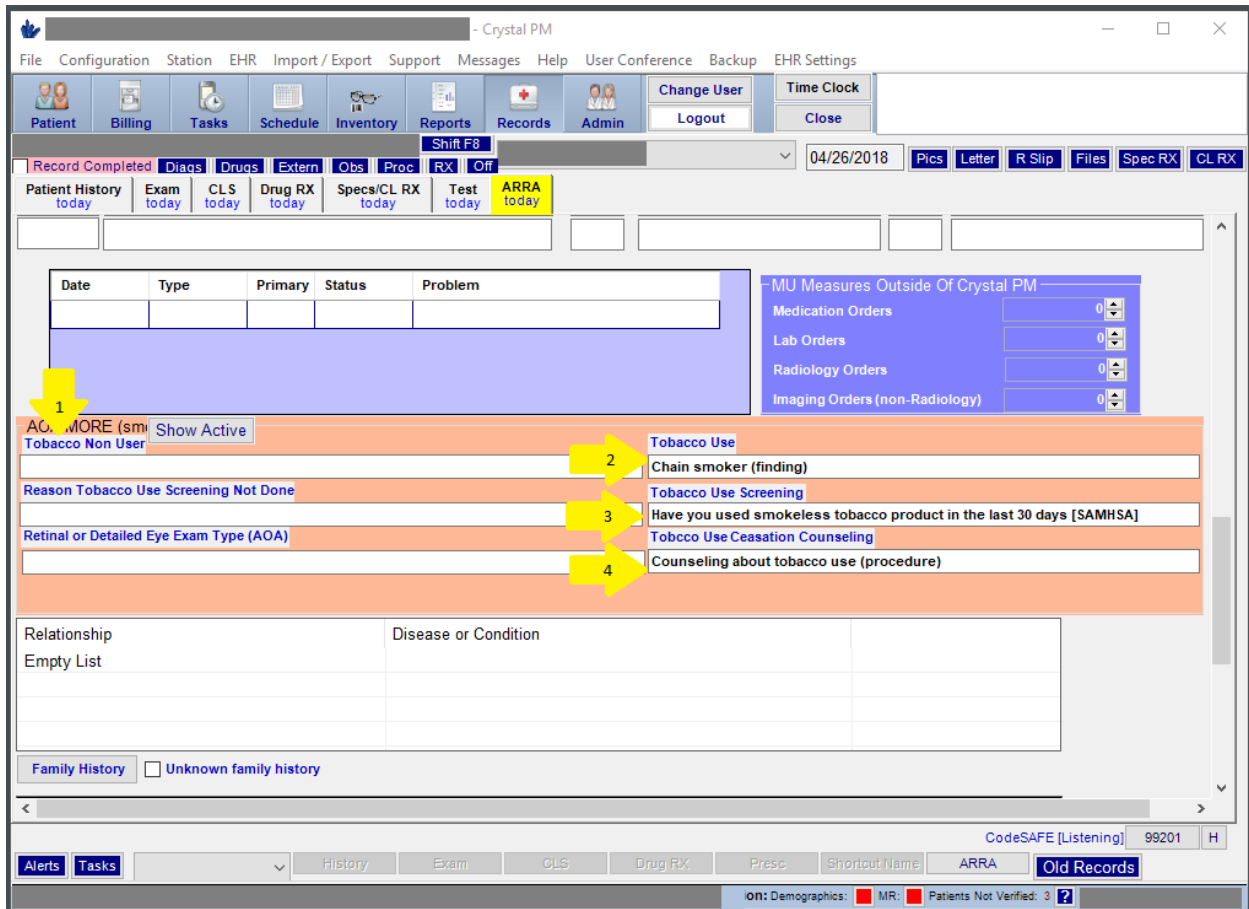 - Crystal PM
File Configuration Station EHR Import / Export Support Messages Help User Conference Backup EHR Settings
Patient Billing Tasks Schedule Inventory Reports Records Admin Change User Logout Time Clock Close
Shift F8
Record Completed Diags Drugs Extern Obs Proc RX Off 04/26/2018 Pics Letter R Slip Files Spec RX CL RX
Patient History Exam CLS Drug RX Specs/CL RX Test ARRA
today today today today today today today
Date Type Primary Status Problem
MU Measures Outside Of Crystal PM
Medication Orders 0
Lab Orders 0
Radiology Orders 0
Imaging Orders (non-Radiology) 0
1
MORE (sm Show Active
Tobacco Non User
Tobacco Use
2 Chain smoker (finding)
Reason Tobacco Use Screening Not Done
Tobacco Use Screening
3 Have you used smokeless tobacco product in the last 30 days [SAMHSA]
Retinal or Detailed Eye Exam Type (AOA)
Tobcco Use Ceasation Counseling
4 Counseling about tobacco use (procedure)
Relationship Disease or Condition
Empty List
Family History Unknown family history
CodeSAFE [Listening] 99201 H
Alerts Tasks History Exam CLS Drug RX Presc Shortcut Name ARRA Old Records
ion: Demographics: MR: Patients Not Verified: 3 ?